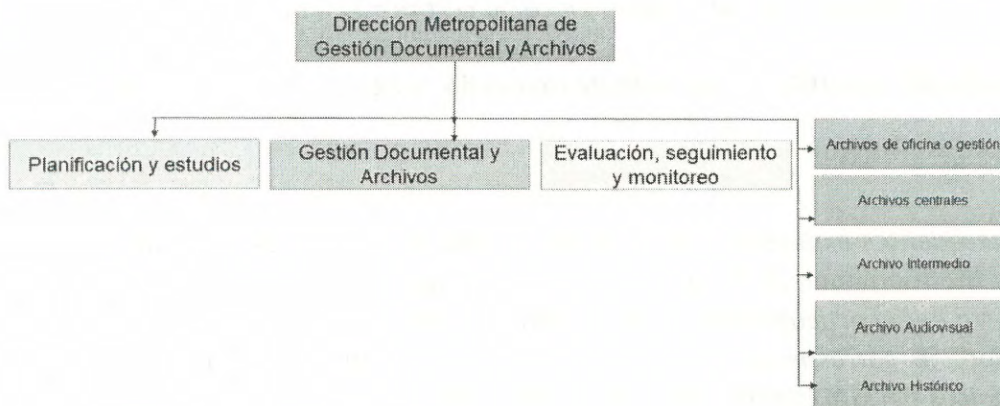 Dirección Metropolitana de
Gestión Documental y Archivos
Planificación y estudios
Gestión Documental y
Archivos
Evaluación, seguimiento
y monitoreo
Archivos de oficina o gestión
Archivos centrales
Archivo Intermedio
Archivo Audiovisual
Archivo Histórico